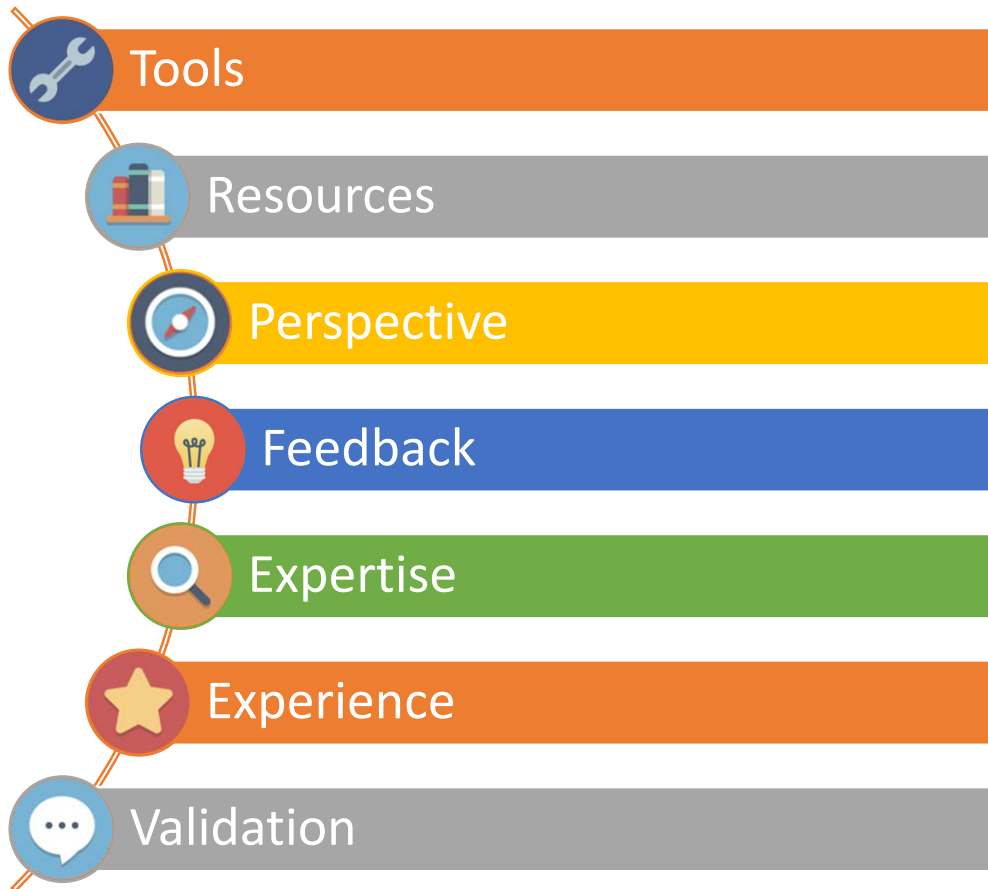 Tools
Resources
Perspective
Feedback
Expertise
Experience
Validation